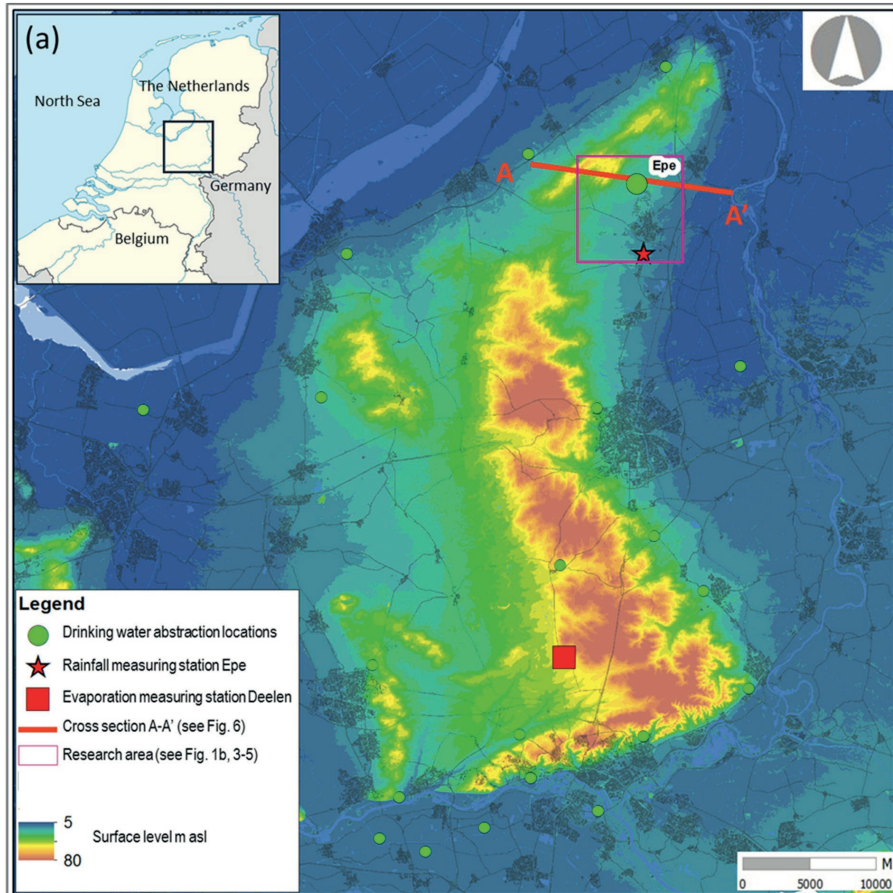 (a)
North Sea
The Netherlands
Germany
Belgium
A
Epe
A'
Legend
Drinking water abstraction locations
Rainfall measuring station Epe
Evaporation measuring station Deelen
Cross section A-A' (see Fig. 6)
Research area (see Fig. 1b, 3-5)
5
Surface level m asl
80
M
0 5000 10000